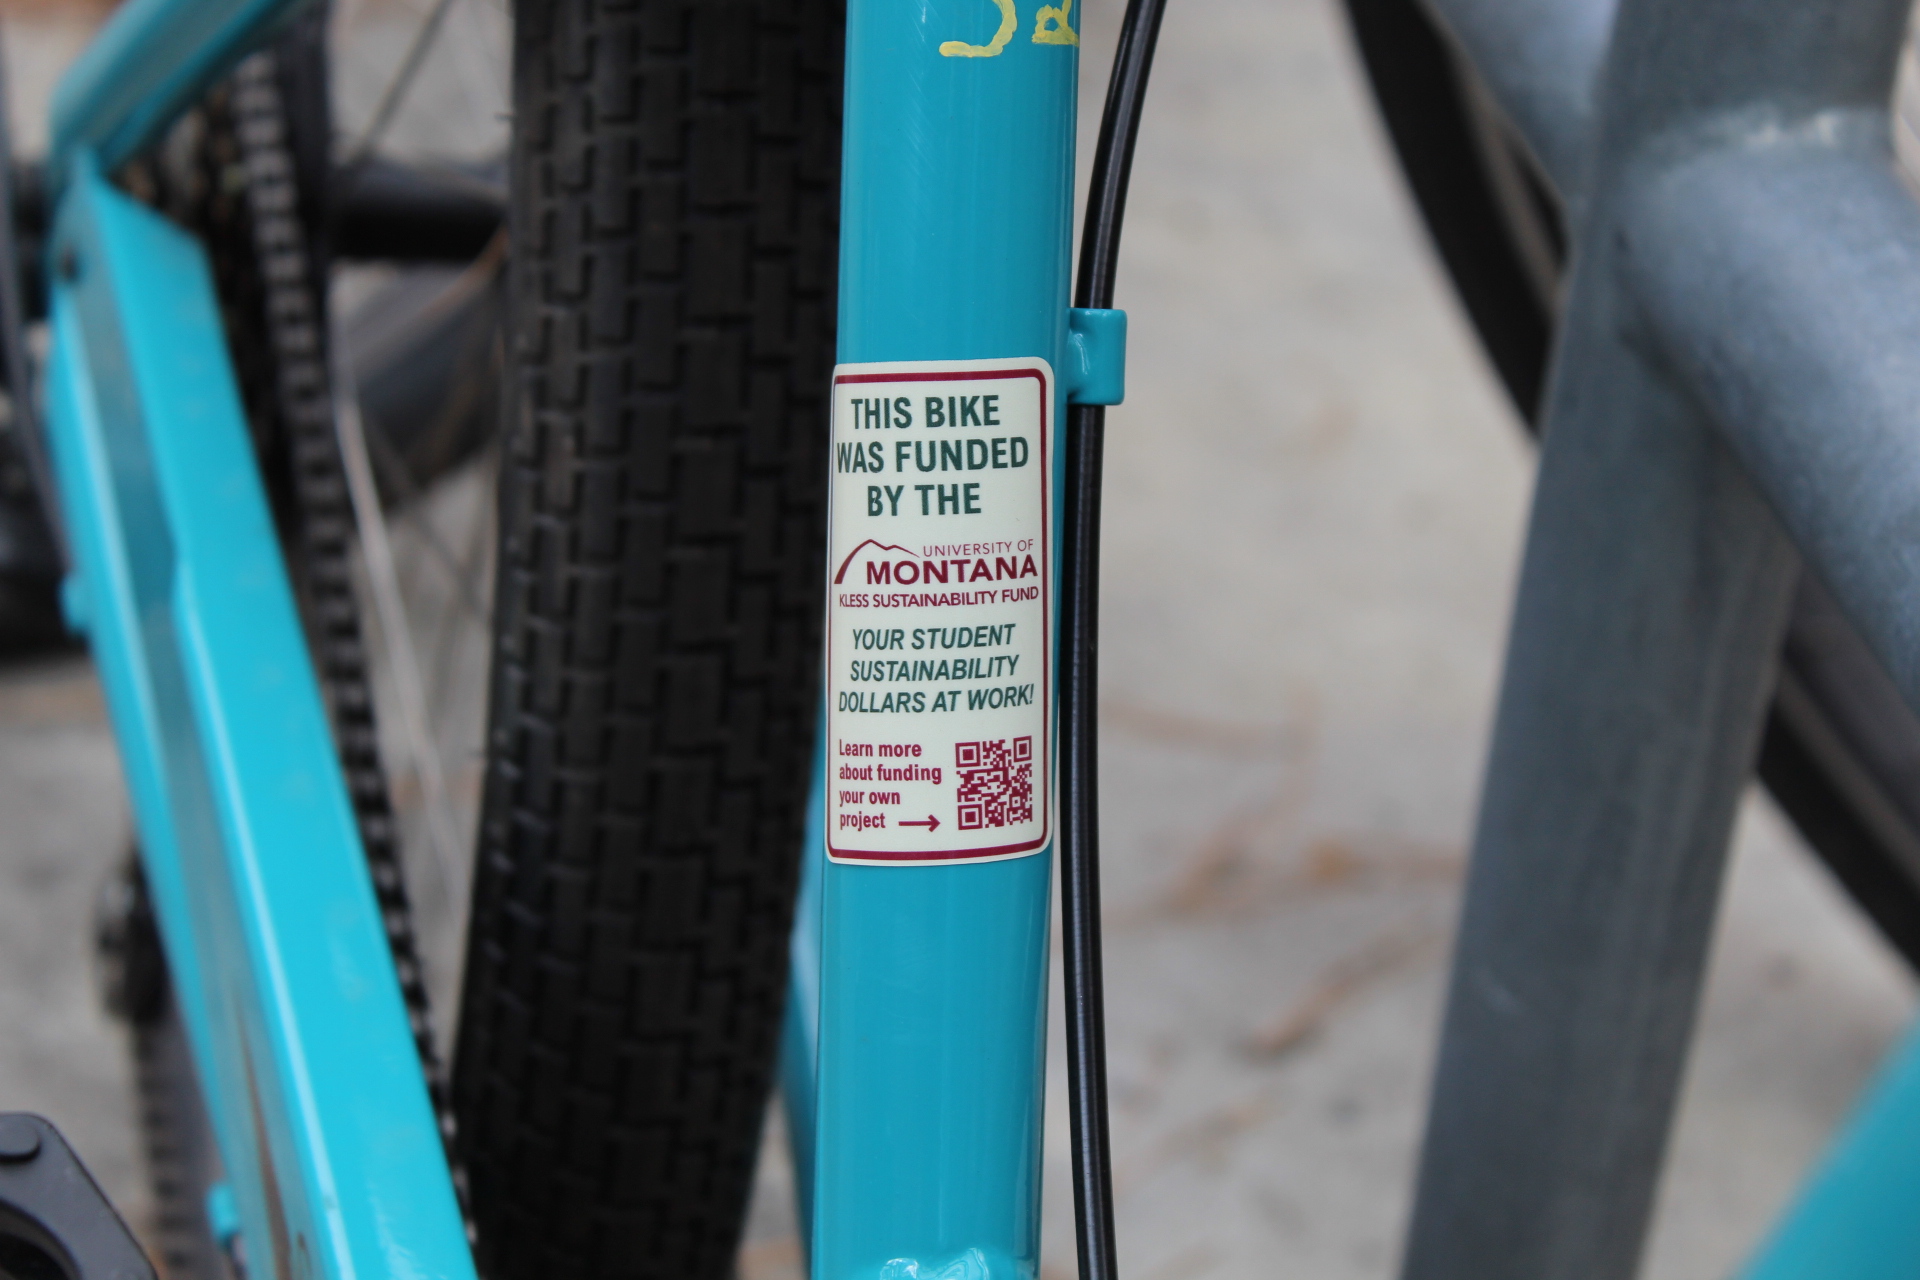 THIS BIKE
WAS FUNDED
BY THE
UNIVERSITY OF
MONTANA
KLESS SUSTAINABILITY FUND
YOUR STUDENT
SUSTAINABILITY
DOLLARS AT WORK!
Learn more
about funding
your own
project